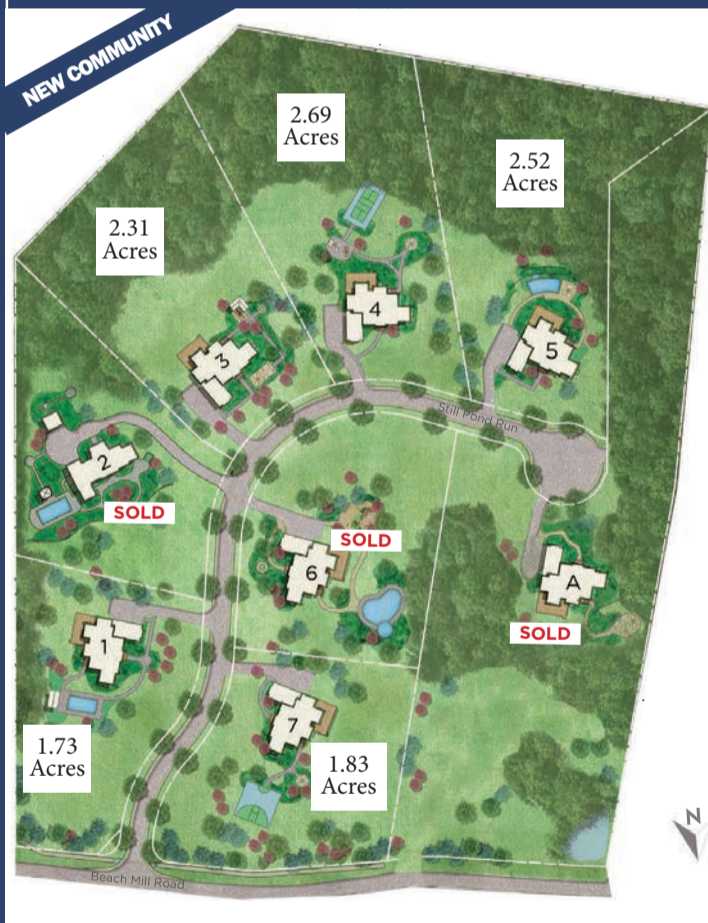 NEW COMMUNITY
2.69
Acres
2.52
Acres
2.31
Acres
4
5
3
Still Pond Run
2
SOLD
SOLD
6
A
SOLD
1
7
1.73
Acres
1.83
Acres
N
Beach Mill Road